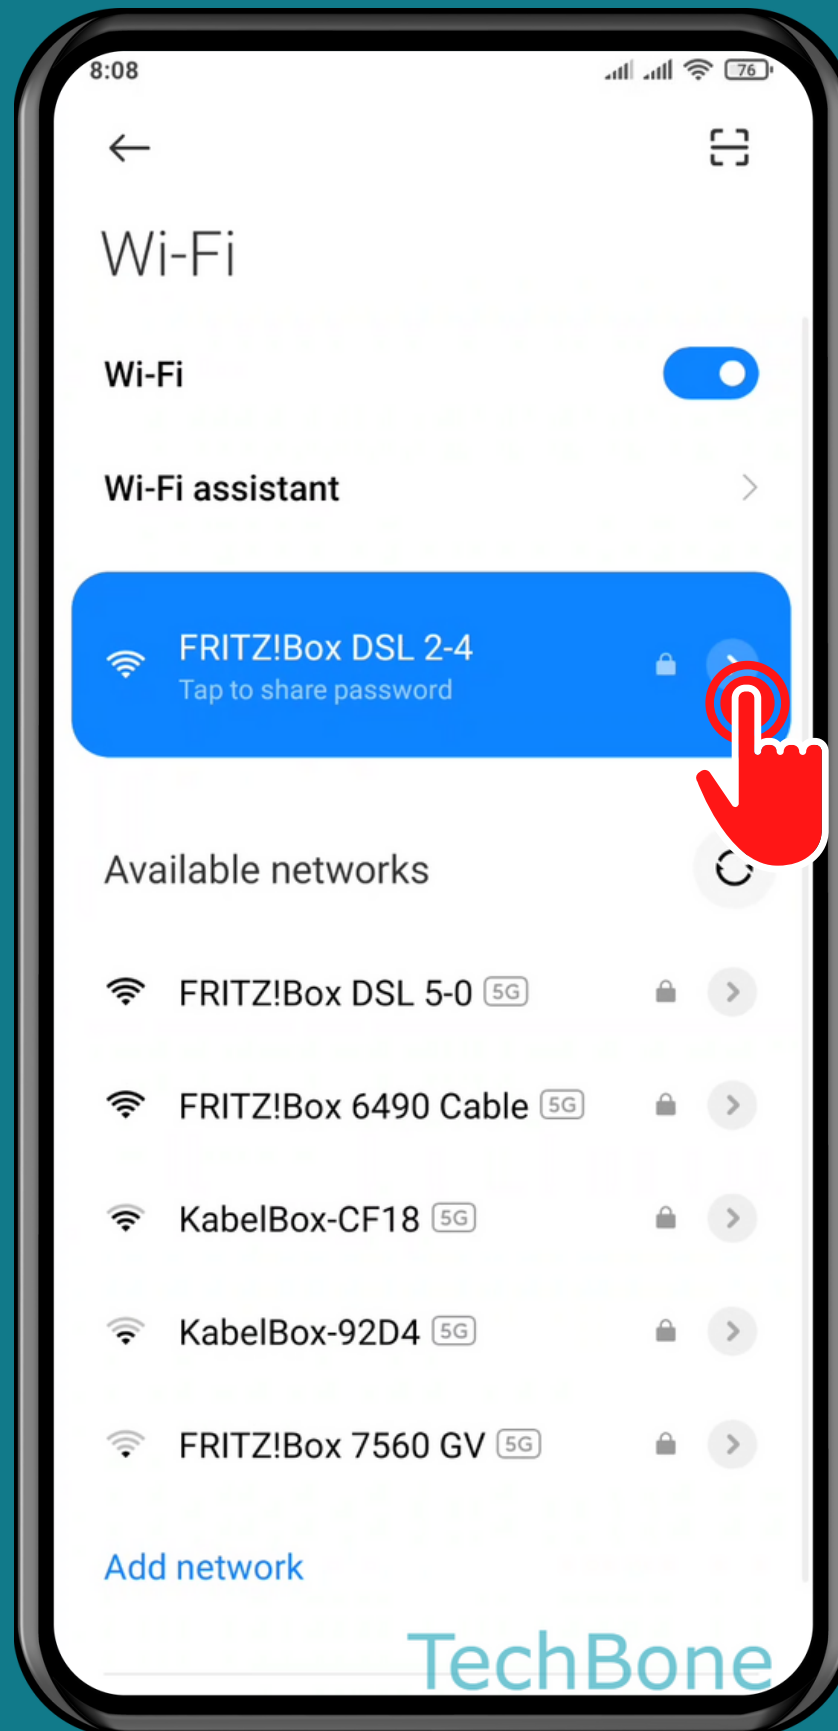 8:08
76
Wi-Fi
Wi-Fi
Wi-Fi assistant
FRITZ!Box DSL 2-4
Tap to share password
Available networks
FRITZ!Box DSL 5-0 5G
FRITZ!Box 6490 Cable 5G
KabelBox-CF18 5G
KabelBox-92D4 5G
FRITZ!Box 7560 GV 5G
Add network
TechBone